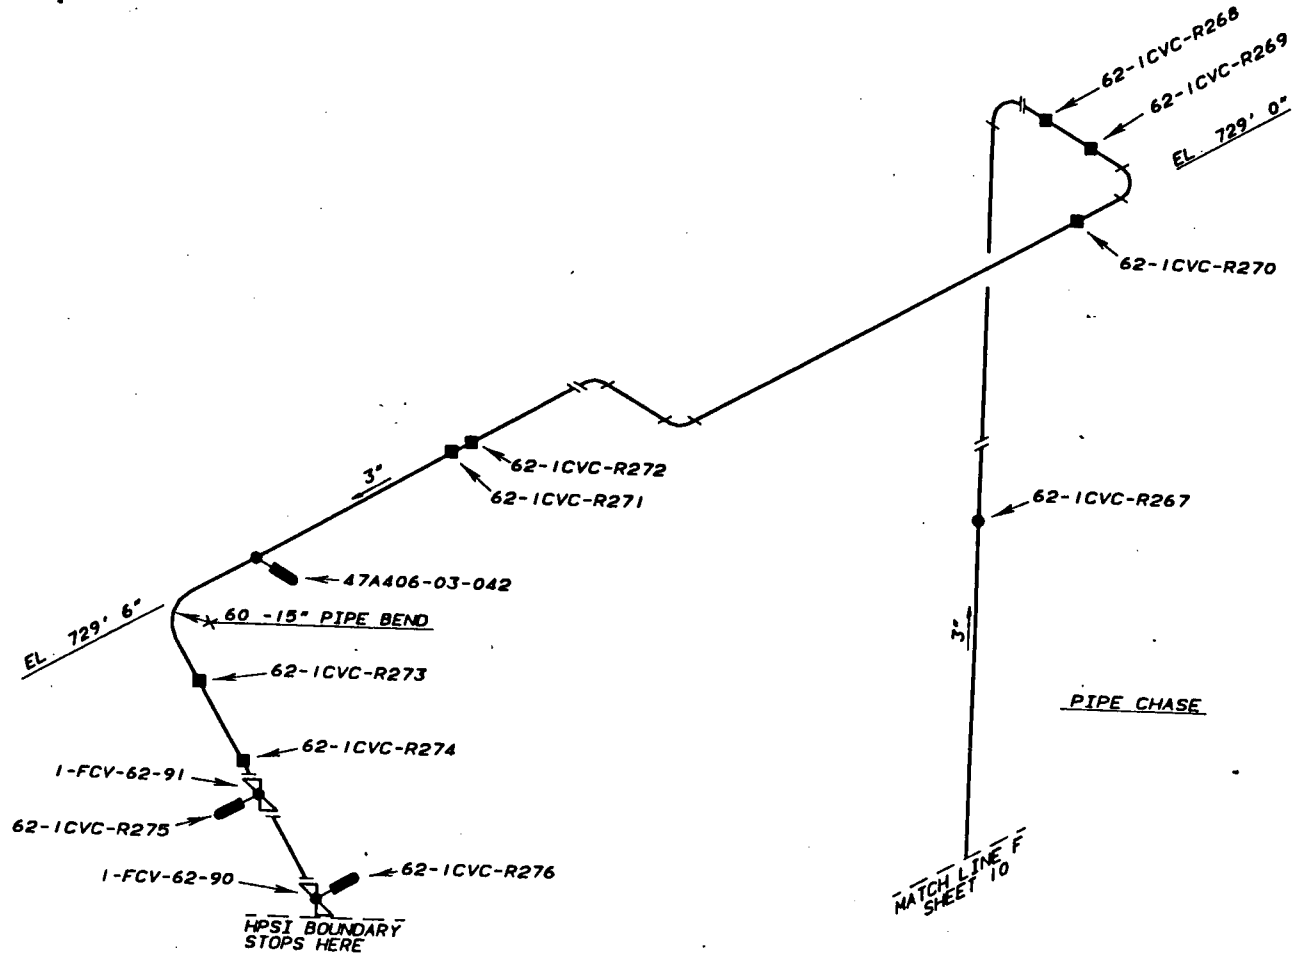 62-1CVC-R268
62-1CVC-R269
EL. 729' 0"
62-1CVC-R270
62-1CVC-R272
62-1CVC-R271
3"
62-1CVC-R267
47A406-03-042
EL. 729' 6"
60 -15" PIPE BEND
3"
62-1CVC-R273
PIPE CHASE
62-1CVC-R274
1-FCV-62-91
62-1CVC-R275
1-FCV-62-90
62-1CVC-R276
MATCH LINE F
SHEET 10
HPSI BOUNDARY
STOPS HERE